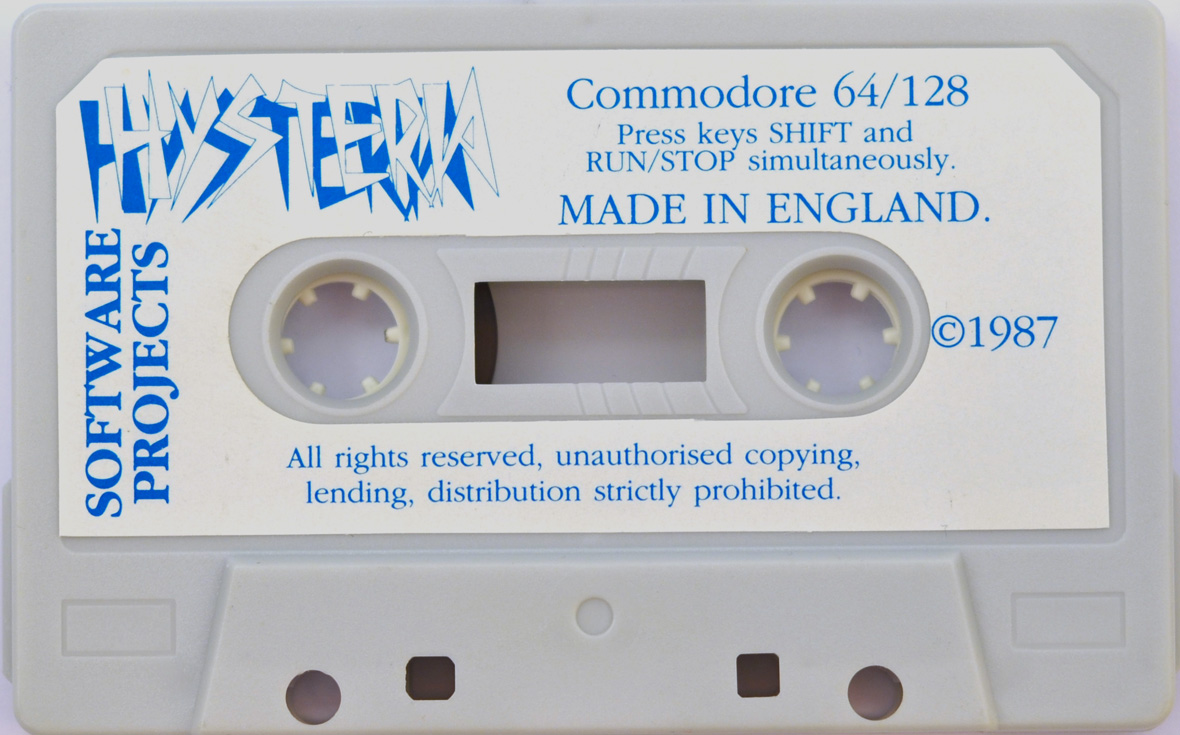 HYSTERIA
Commodore 64/128
Press keys SHIFT and
RUN/STOP simultaneously.
MADE IN ENGLAND.
SOFTWARE
PROJECTS
©1987
All rights reserved, unauthorised copying,
lending, distribution strictly prohibited.